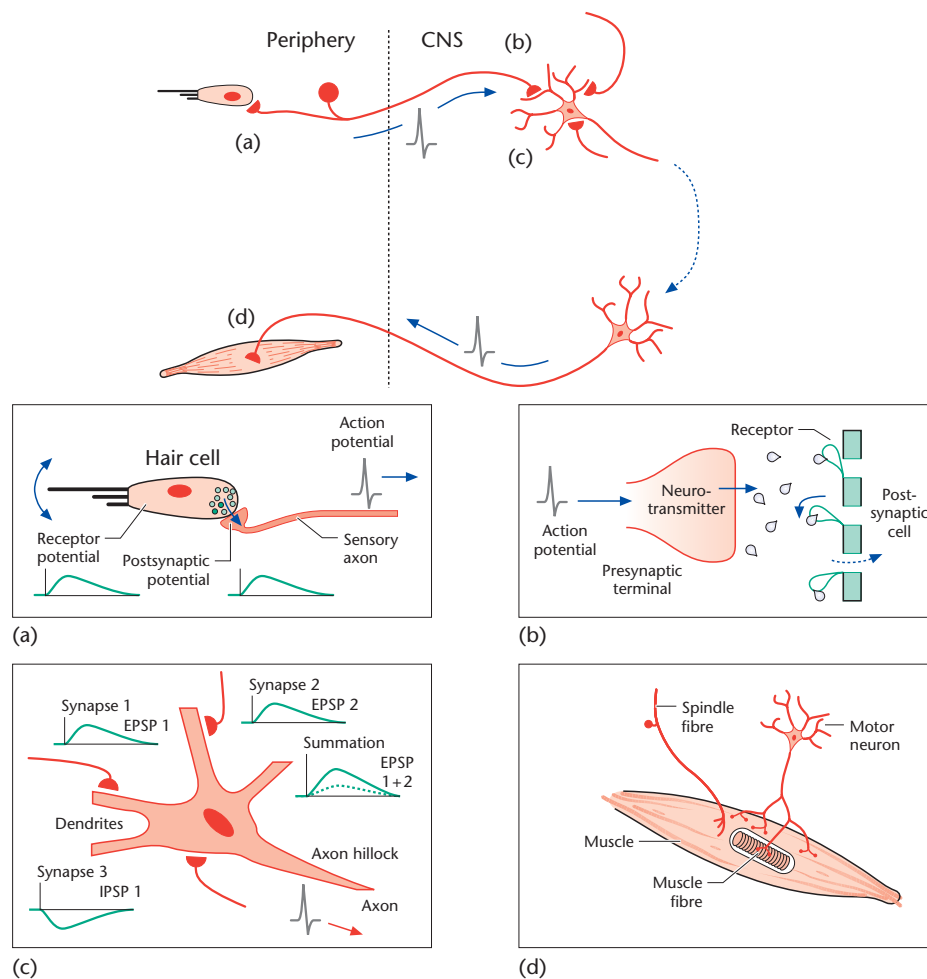 Periphery
CNS
(b)
(a)
(c)
(d)
Action
potential
Hair cell
Receptor
potential
Postsynaptic
potential
Sensory
axon
(a)
Receptor
Neuro-
transmitter
Post-
synaptic
cell
Action
potential
Presynaptic
terminal
(b)
Synapse 1
EPSP 1
Synapse 2
EPSP 2
Summation
EPSP
1+2
Dendrites
Axon hillock
Synapse 3
IPSP 1
Axon
(c)
Spindle
fibre
Motor
neuron
Muscle
Muscle
fibre
(d)